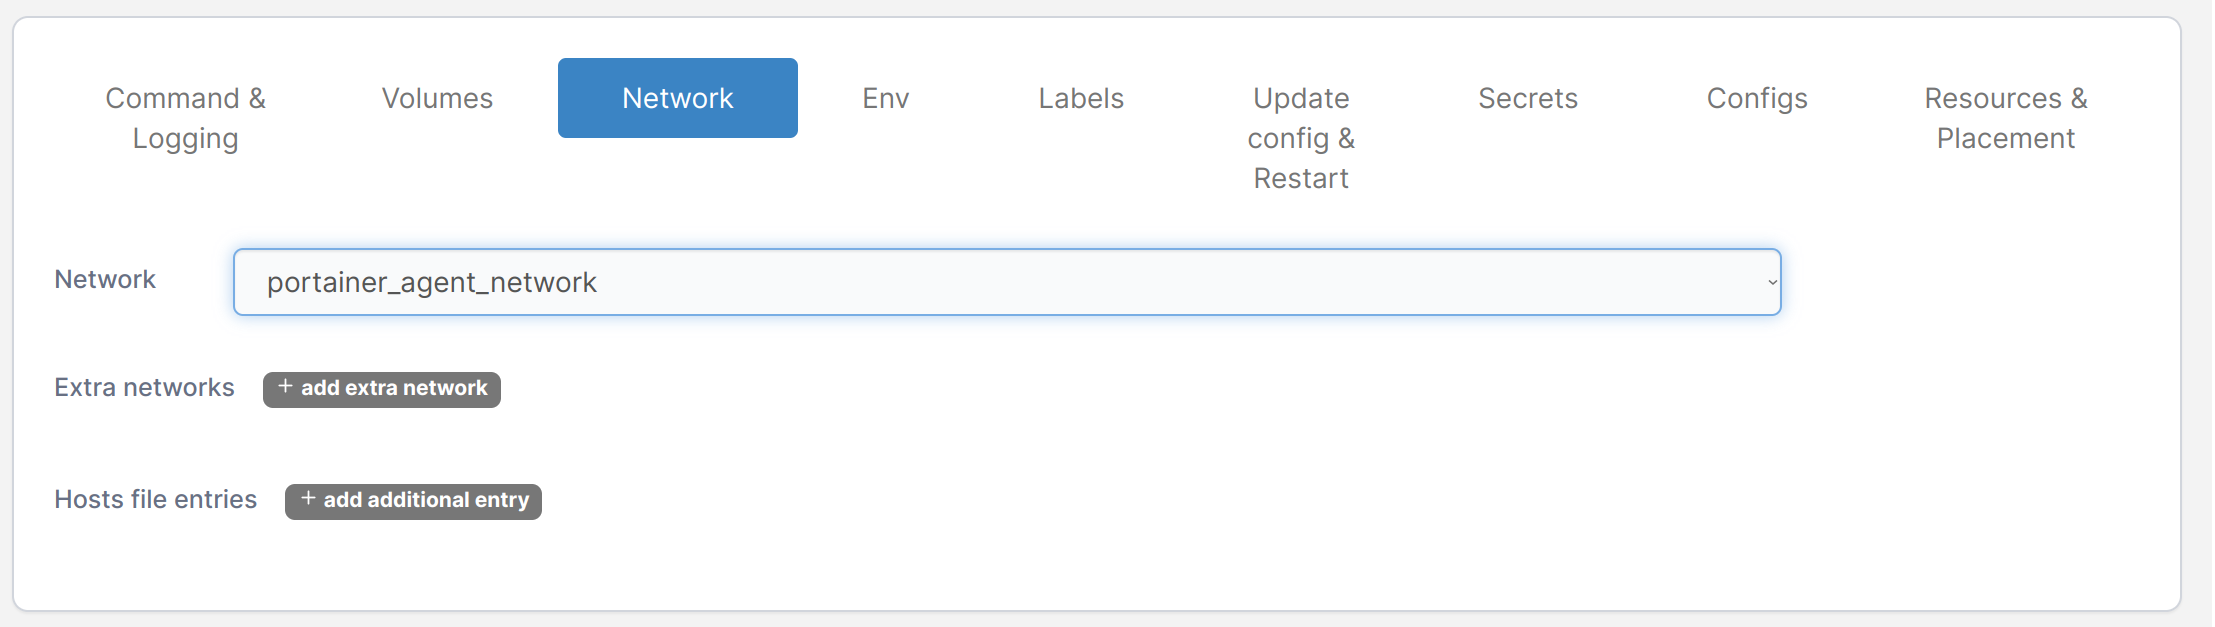 Command &
Logging
Volumes
Network
Env
Labels
Update
config &
Restart
Secrets
Configs
Resources &
Placement
Network
portainer_agent_network
Extra networks
+ add extra network
Hosts file entries
+ add additional entry